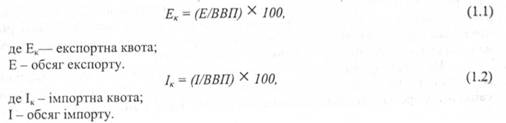 Eк = (E/ВВП) × 100, (1.1)
де Eк— експортна квота;
E – обсяг експорту.
Iк = (I/ВВП) × 100, (1.2)
де Iк – імпортна квота;
I – обсяг імпорту.